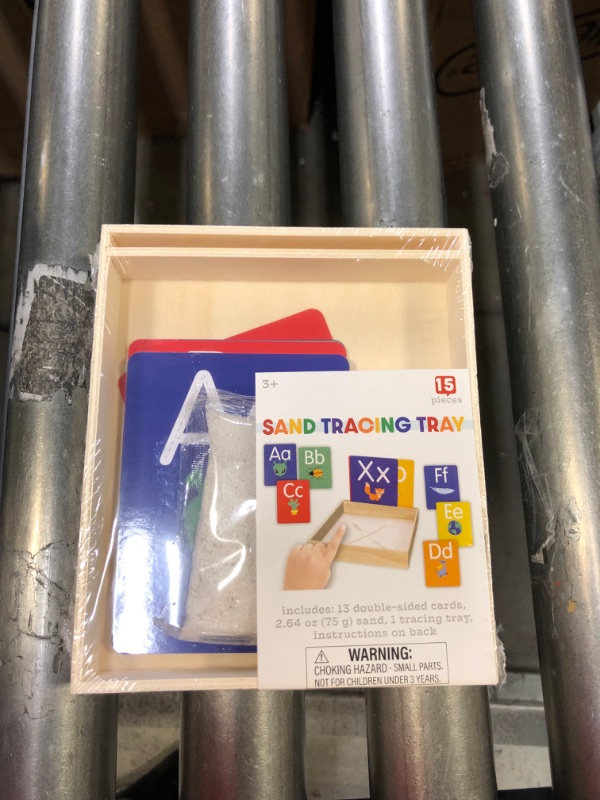 A
3+
15
pieces
SAND TRACING TRAY
Aa
Bb
Cc
Xx
Ff
Ee
Dd
includes: 13 double-sided cards,
2.64 oz (75 g) sand, 1 tracing tray,
instructions on back
WARNING:
CHOKING HAZARD - SMALL PARTS.
NOT FOR CHILDREN UNDER 3 YEARS.